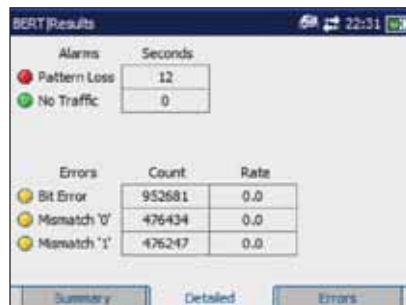 BERT|Results 22:31
Alarms Seconds
Pattern Loss 12
No Traffic 0
Errors Count Rate
Bit Error 952681 0.0
Mismatch '0' 476434 0.0
Mismatch '1' 476247 0.0
Summary Detailed Errors